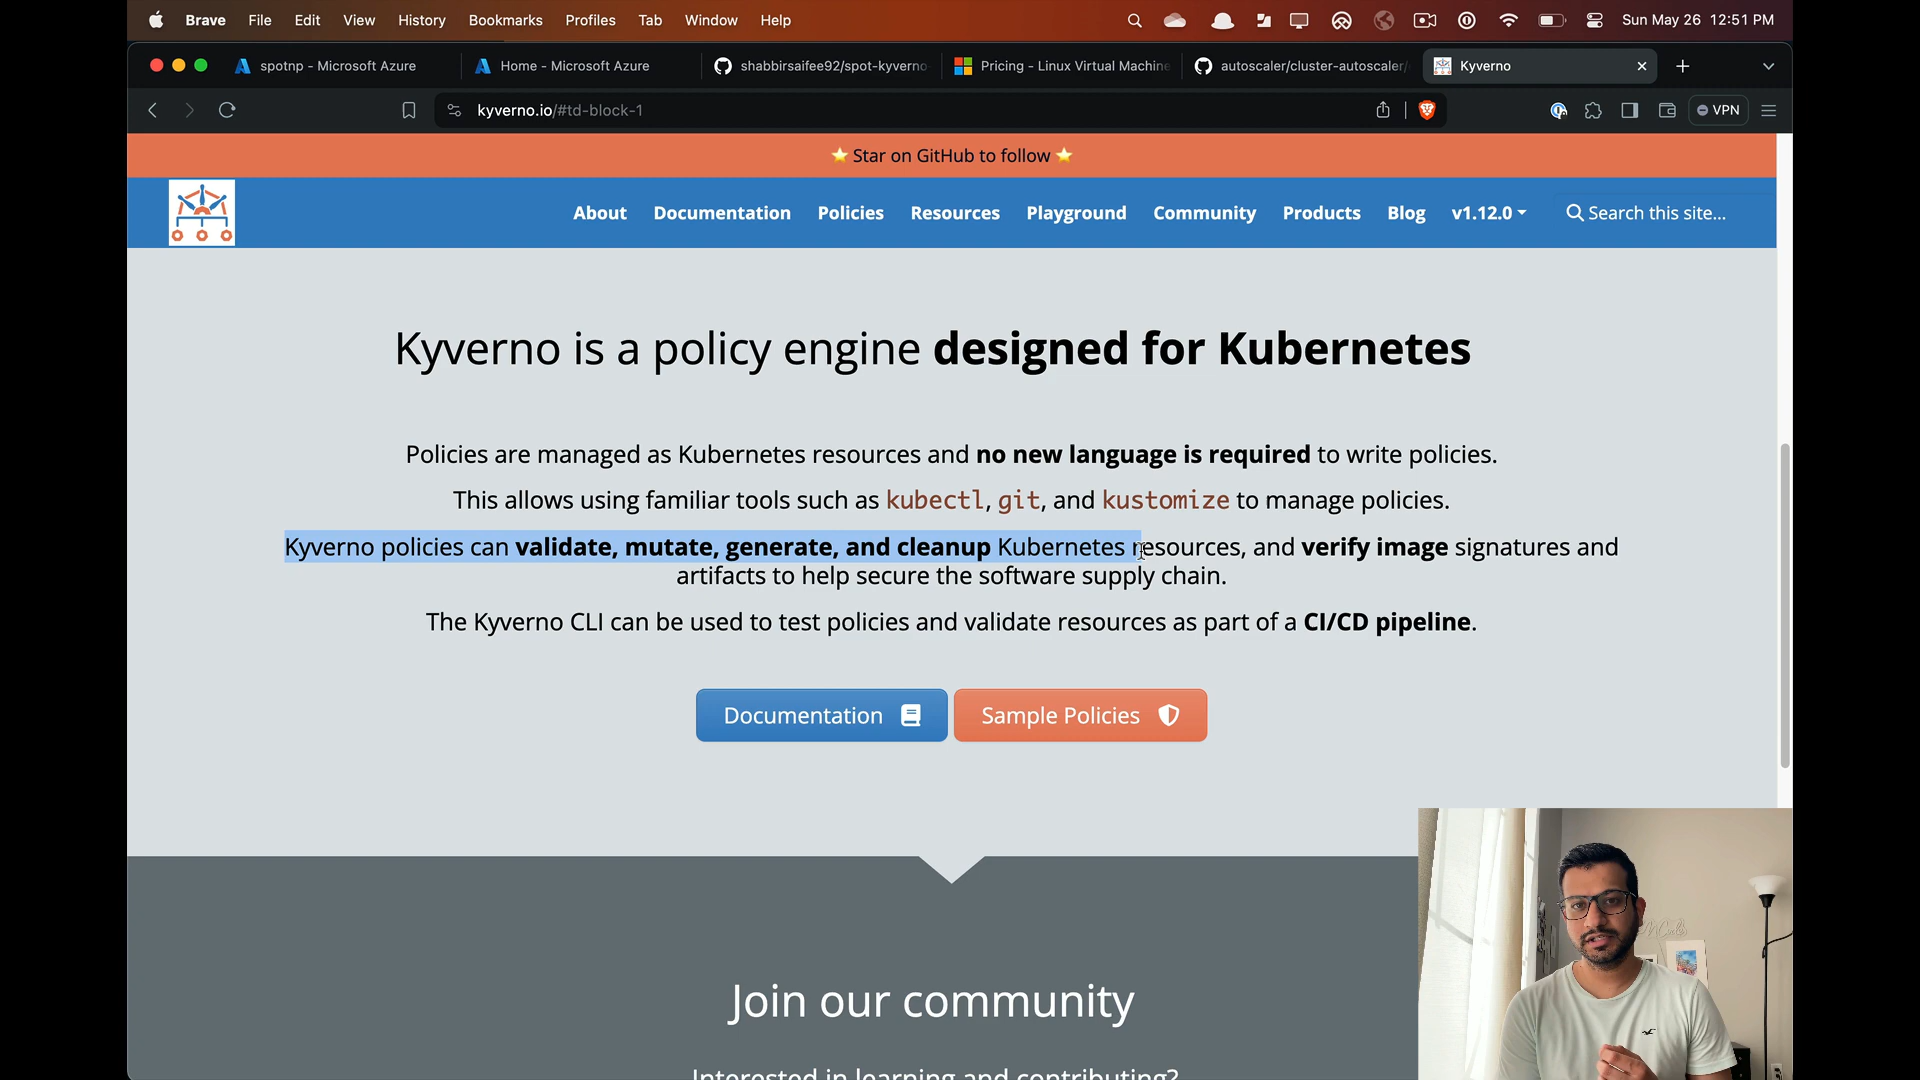 Brave File Edit View History Bookmarks Profiles Tab Window Help Sun May 26 12:51 PM
spotnp - Microsoft Azure Home - Microsoft Azure shabbirsaifee92/spot-kyverno Pricing - Linux Virtual Machine autoscaler/cluster-autoscaler/ Kyverno
kyverno.io/#td-block-1 VPN
Star on GitHub to follow
About Documentation Policies Resources Playground Community Products Blog v1.12.0 Search this site...
Kyverno is a policy engine designed for Kubernetes
Policies are managed as Kubernetes resources and no new language is required to write policies.
This allows using familiar tools such as kubectl, git, and kustomize to manage policies.
Kyverno policies can validate, mutate, generate, and cleanup Kubernetes resources, and verify image signatures and
artifacts to help secure the software supply chain.
The Kyverno CLI can be used to test policies and validate resources as part of a CI/CD pipeline.
Documentation Sample Policies
Join our community
Interested in learning and contributing?